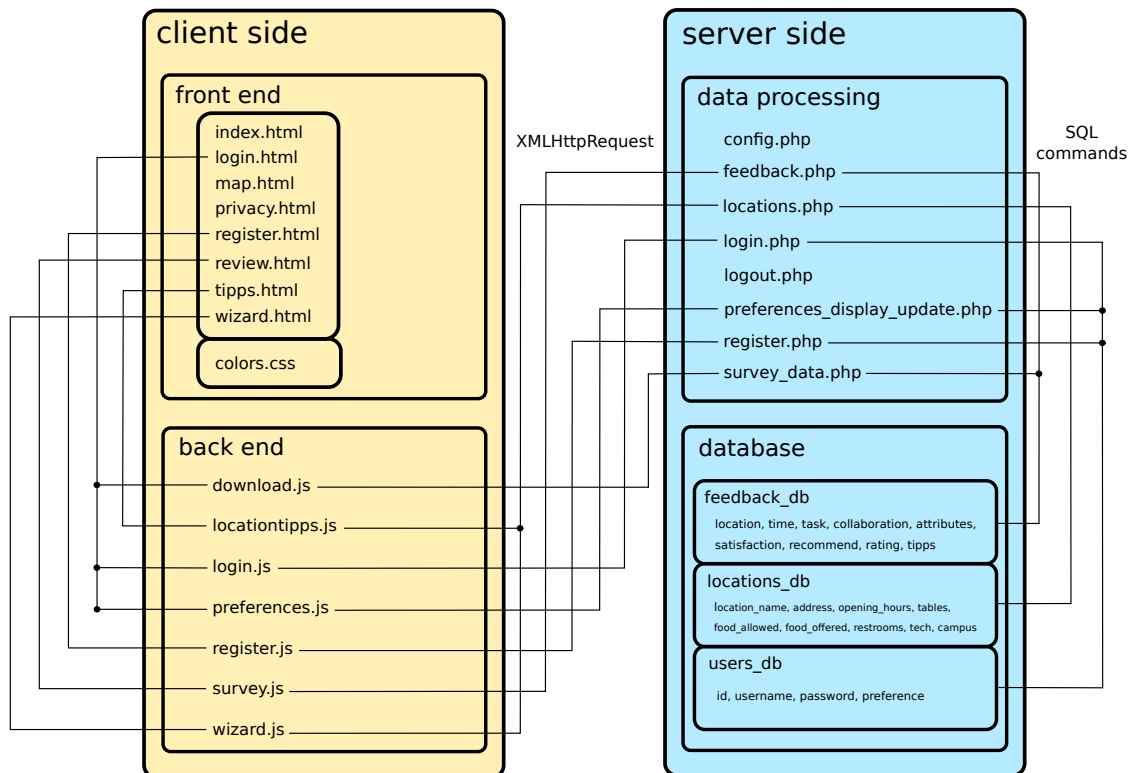 client side
front end
index.html
login.html
map.html
privacy.html
register.html
review.html
tipps.html
wizard.html
colors.css
back end
download.js
locationtipps.js
login.js
preferences.js
register.js
survey.js
wizard.js
XMLHttpRequest
server side
data processing
config.php
feedback.php
locations.php
login.php
logout.php
preferences_display_update.php
register.php
survey_data.php
SQL
commands
database
feedback_db
location, time, task, collaboration, attributes,
satisfaction, recommend, rating, tipps
locations_db
location_name, address, opening_hours, tables,
food_allowed, food_offered, restrooms, tech, campus
users_db
id, username, password, preference